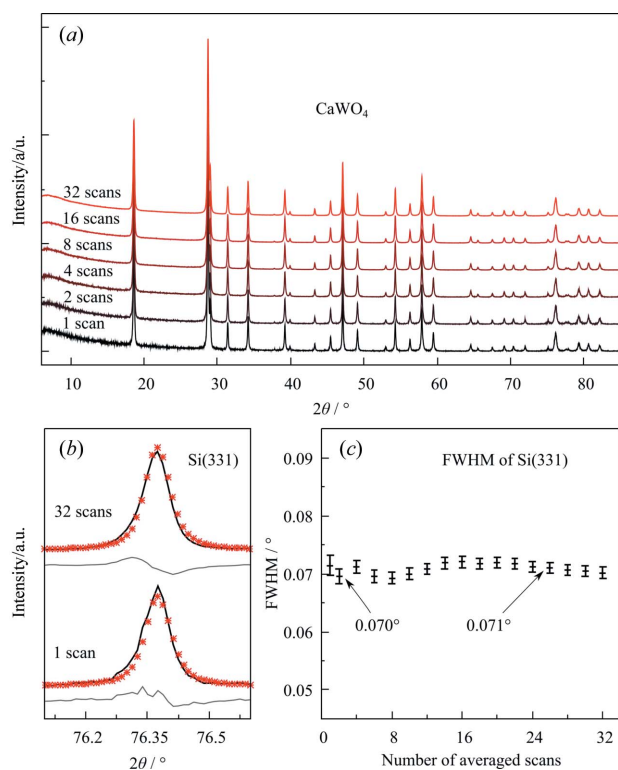 (a)
CaWO₄
Intensity/a/u.
32 scans
16 scans
8 scans
4 scans
2 scans
1 scan
10 20 30 40 50 60 70 80
2θ / °
(b)
Si(331)
Intensity/a.u.
32 scans
1 scan
76.2 76.35 76.5
2θ / °
(c)
FWHM of Si(331)
FWHM / °
0.09
0.08
0.07
0.06
0.05
0.070°
0.071°
0 8 16 24 32
Number of averaged scans